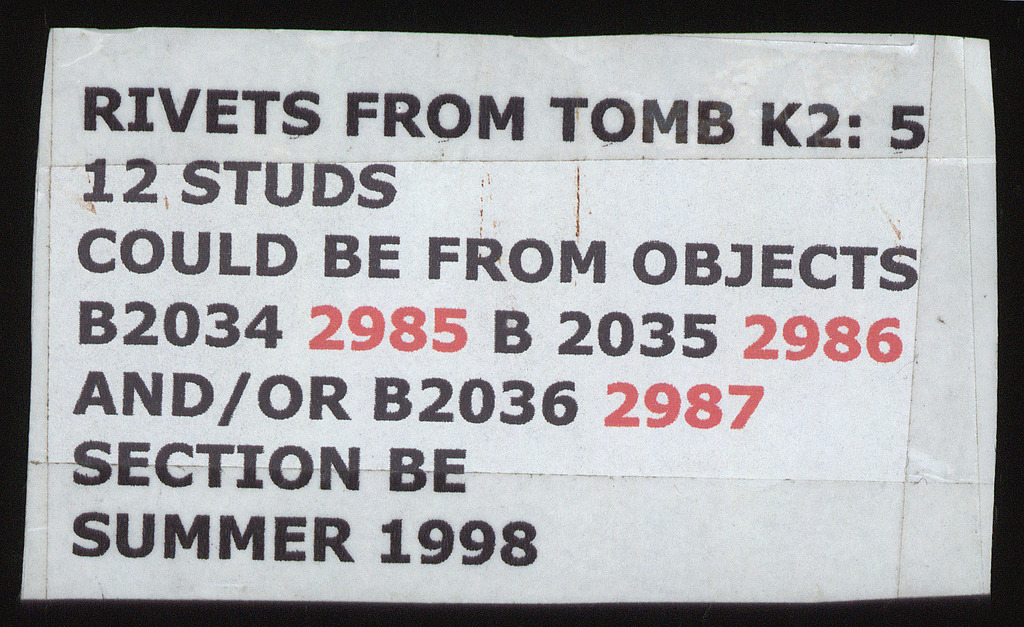 RIVETS FROM TOMB K2: 5
12 STUDS
COULD BE FROM OBJECTS
B2034 2985 B 2035 2986
AND/OR B2036 2987
SECTION BE
SUMMER 1998